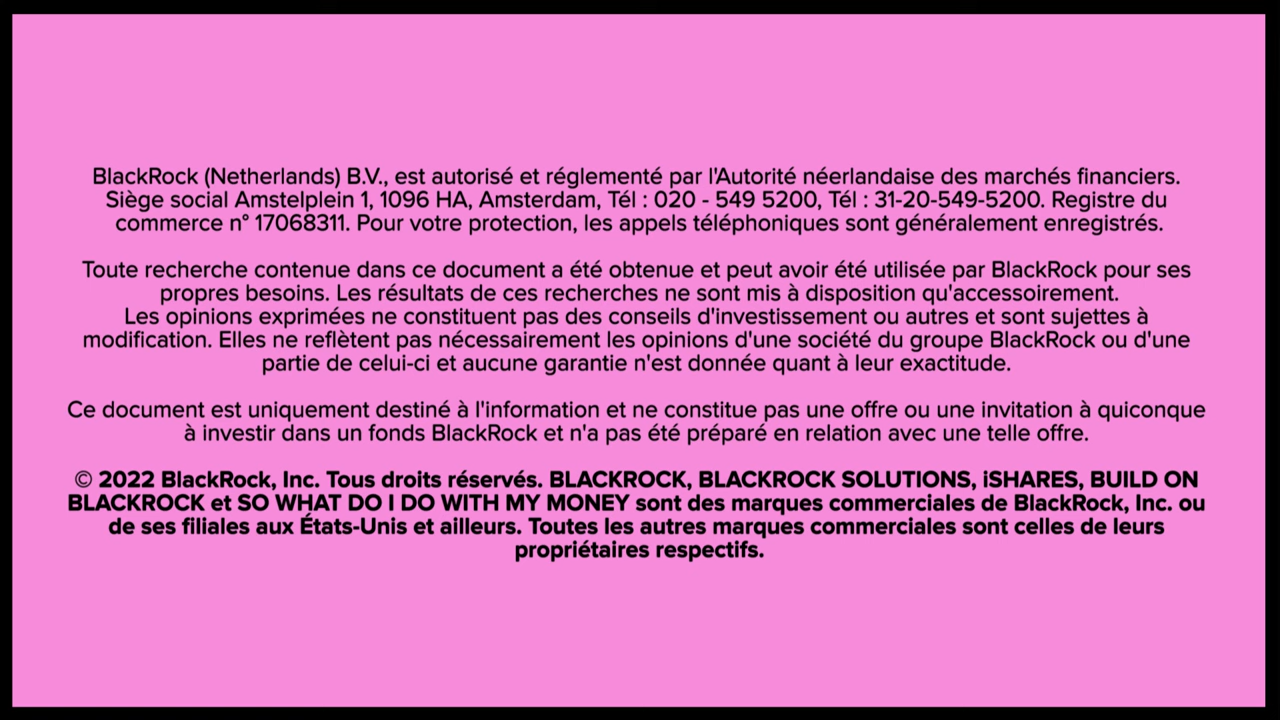 BlackRock (Netherlands) B.V., est autorisé et réglementé par l'Autorité néerlandaise des marchés financiers.
Siège social Amstelplein 1, 1096 HA, Amsterdam, Tél : 020 - 549 5200, Tél : 31-20-549-5200. Registre du
commerce n° 17068311. Pour votre protection, les appels téléphoniques sont généralement enregistrés.
Toute recherche contenue dans ce document a été obtenue et peut avoir été utilisée par BlackRock pour ses
propres besoins. Les résultats de ces recherches ne sont mis à disposition qu'accessoirement.
Les opinions exprimées ne constituent pas des conseils d'investissement ou autres et sont sujettes à
modification. Elles ne reflètent pas nécessairement les opinions d'une société du groupe BlackRock ou d'une
partie de celui-ci et aucune garantie n'est donnée quant à leur exactitude.
Ce document est uniquement destiné à l'information et ne constitue pas une offre ou une invitation à quiconque
à investir dans un fonds BlackRock et n'a pas été préparé en relation avec une telle offre.
© 2022 BlackRock, Inc. Tous droits réservés. BLACKROCK, BLACKROCK SOLUTIONS, iSHARES, BUILD ON
BLACKROCK et SO WHAT DO I DO WITH MY MONEY sont des marques commerciales de BlackRock, Inc. ou
de ses filiales aux États-Unis et ailleurs. Toutes les autres marques commerciales sont celles de leurs
propriétaires respectifs.